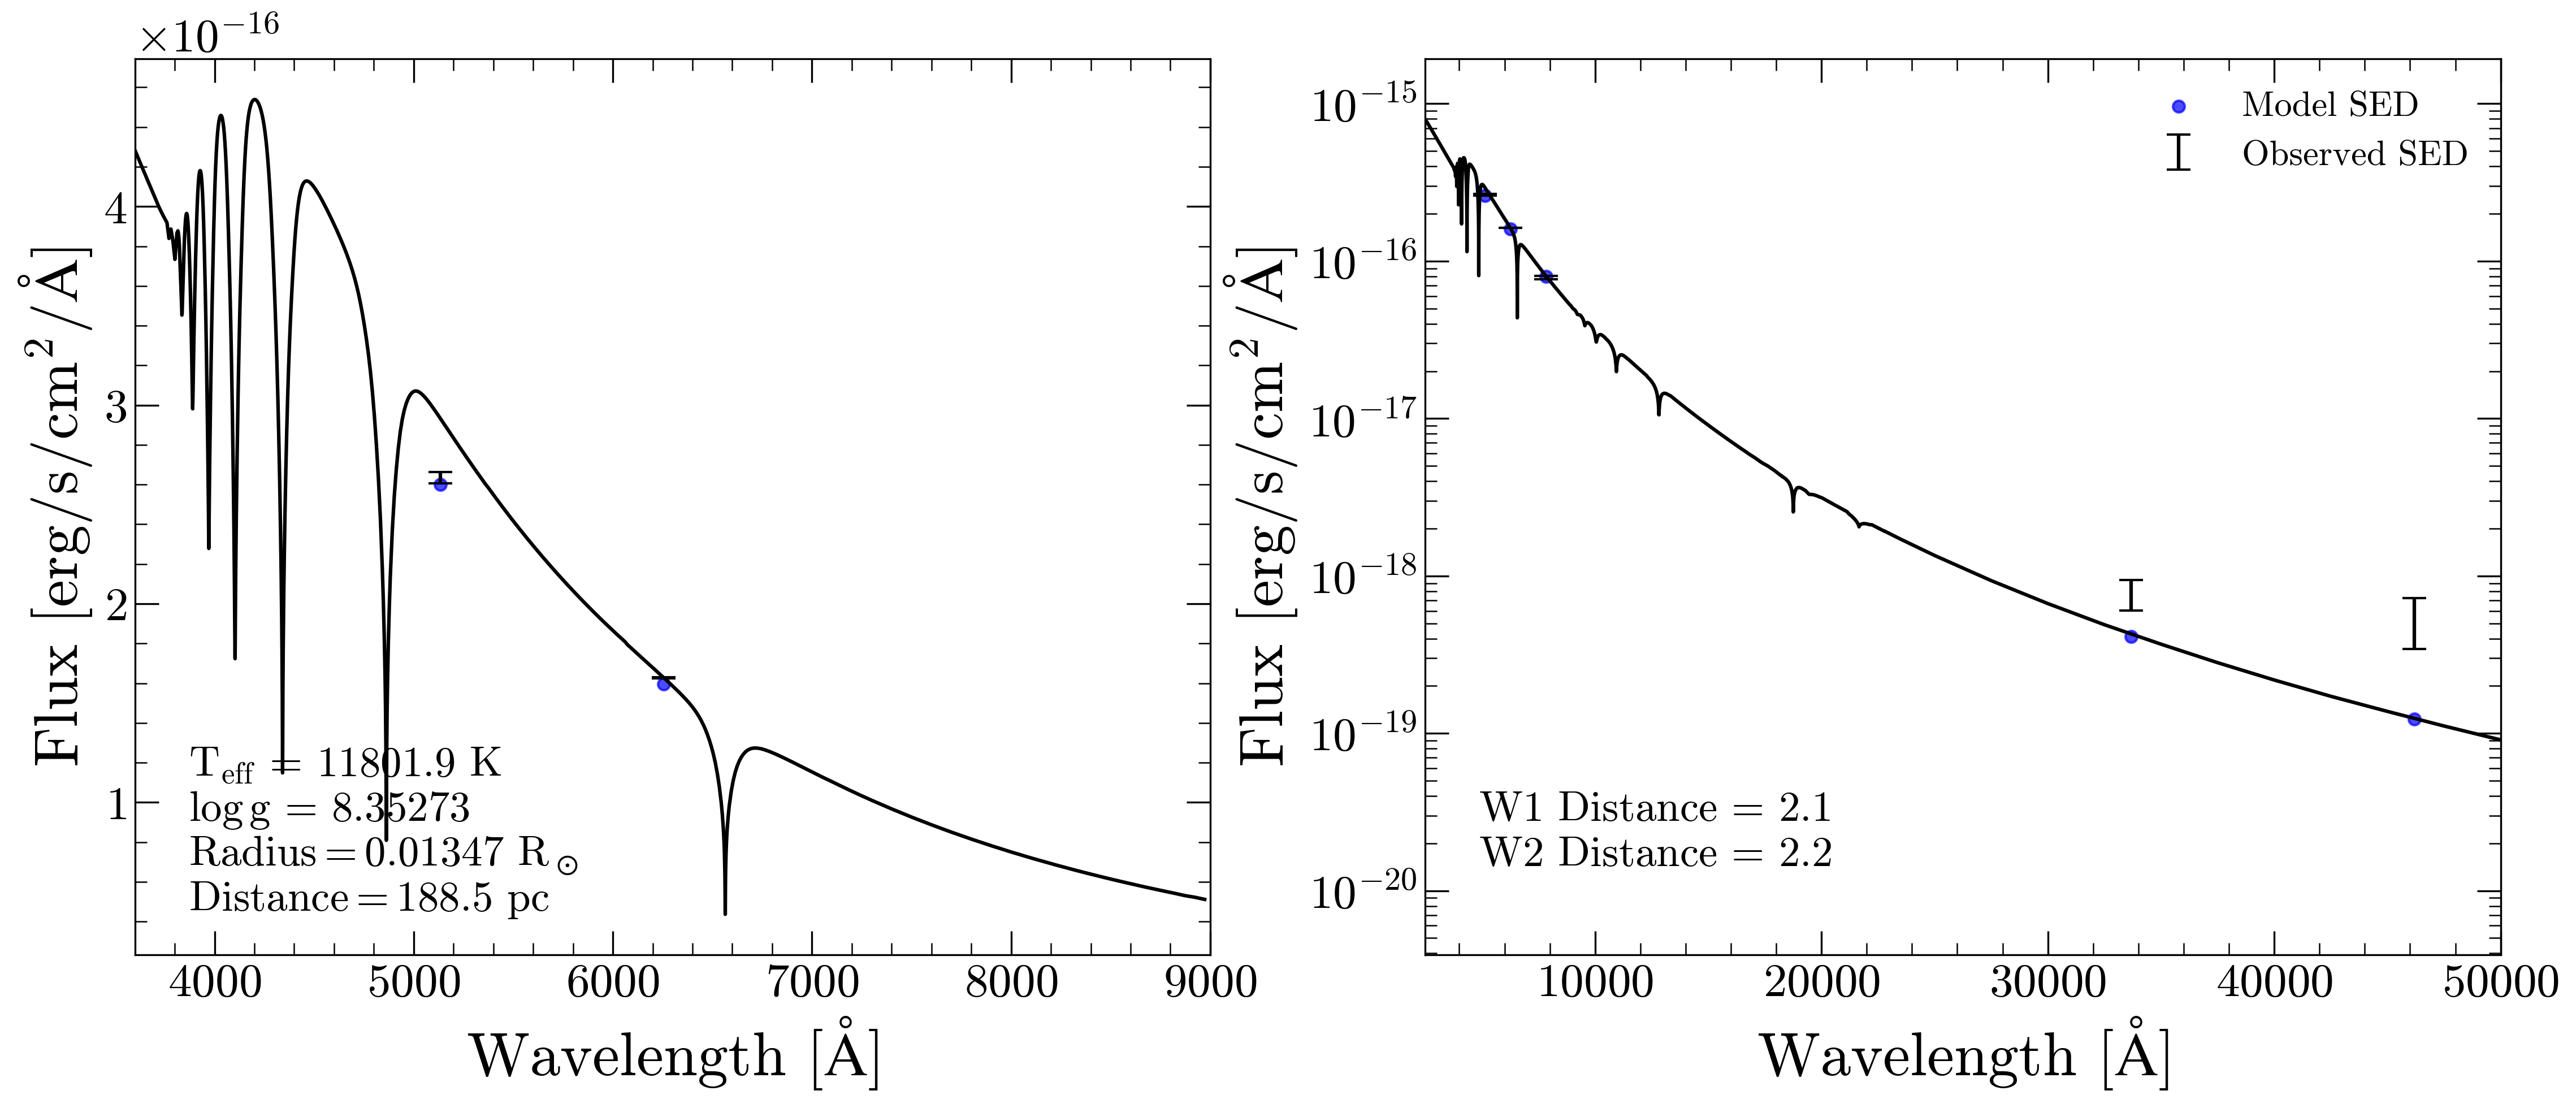 ×10⁻¹⁶
4
3
2
1
Flux [erg/s/cm²/Å]
T_eff = 11801.9 K
log g = 8.35273
Radius = 0.01347 R_⊙
Distance = 188.5 pc
4000 5000 6000 7000 8000 9000
Wavelength [Å]
10⁻¹⁵
10⁻¹⁶
10⁻¹⁷
10⁻¹⁸
10⁻¹⁹
10⁻²⁰
Flux [erg/s/cm²/Å]
Model SED
Observed SED
W1 Distance = 2.1
W2 Distance = 2.2
10000 20000 30000 40000 50000
Wavelength [Å]